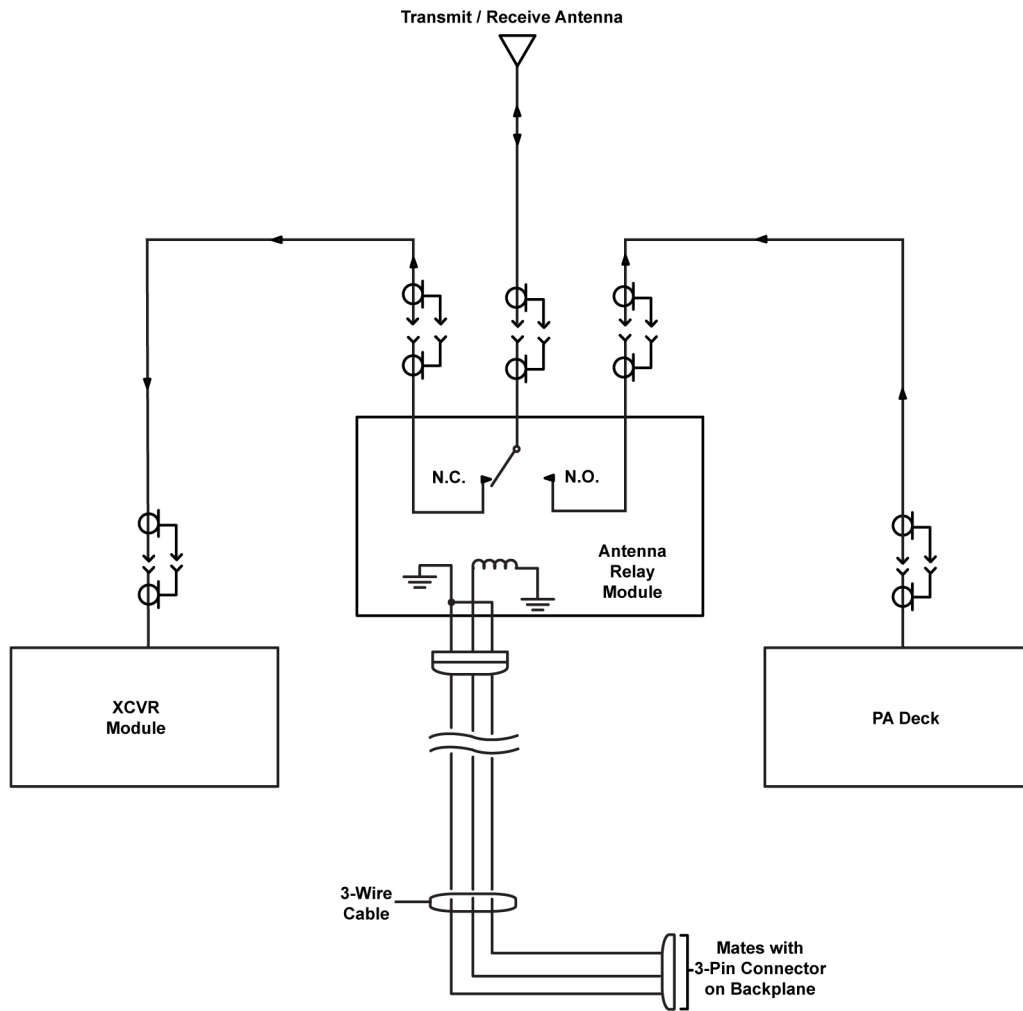 Transmit / Receive Antenna
N.C.
N.O.
Antenna
Relay
Module
XCVR
Module
PA Deck
3-Wire
Cable
Mates with
3-Pin Connector
on Backplane